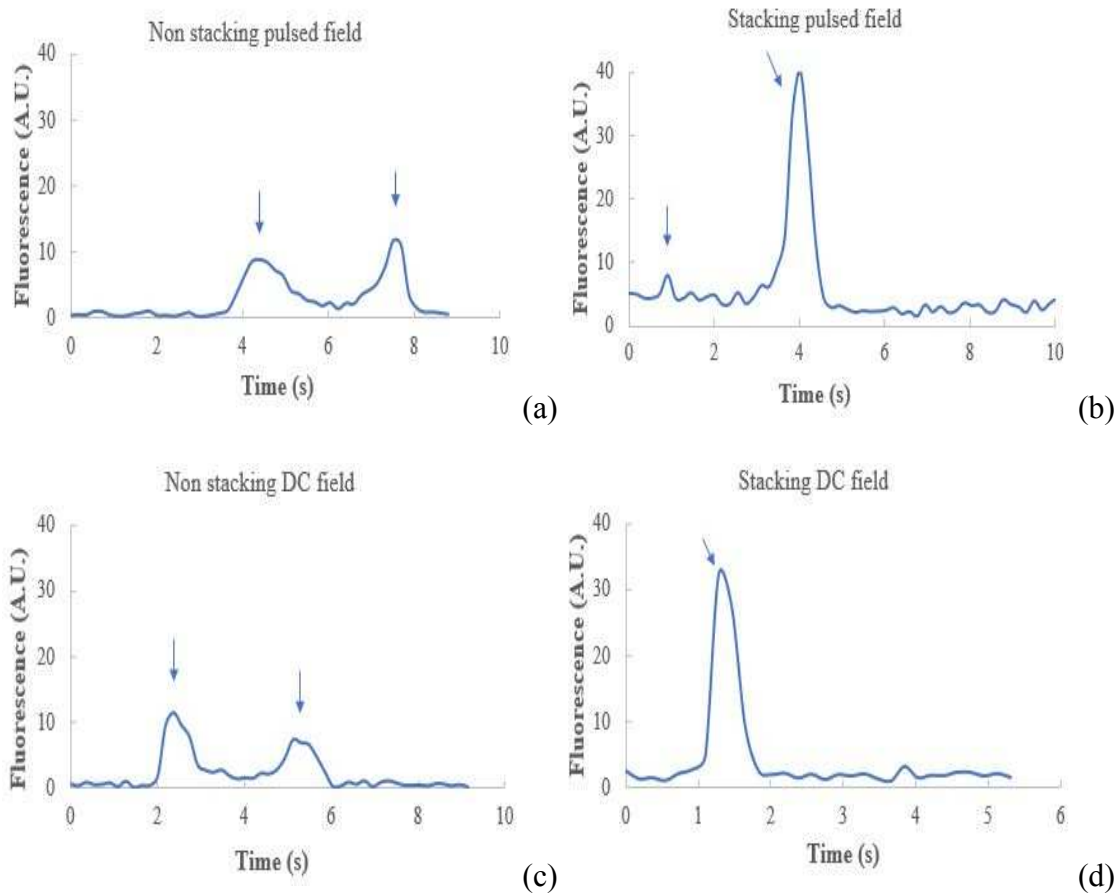 Non stacking pulsed field
40
30
20
10
0
0 2 4 6 8 10
Fluorescence (A.U.)
Time (s)
(a)
Stacking pulsed field
40
30
20
10
0
0 2 4 6 8 10
Fluorescence (A.U.)
Time (s)
(b)
Non stacking DC field
40
30
20
10
0
0 2 4 6 8 10
Fluorescence (A.U.)
Time (s)
(c)
Stacking DC field
40
30
20
10
0
0 1 2 3 4 5 6
Fluorescence (A.U.)
Time (s)
(d)